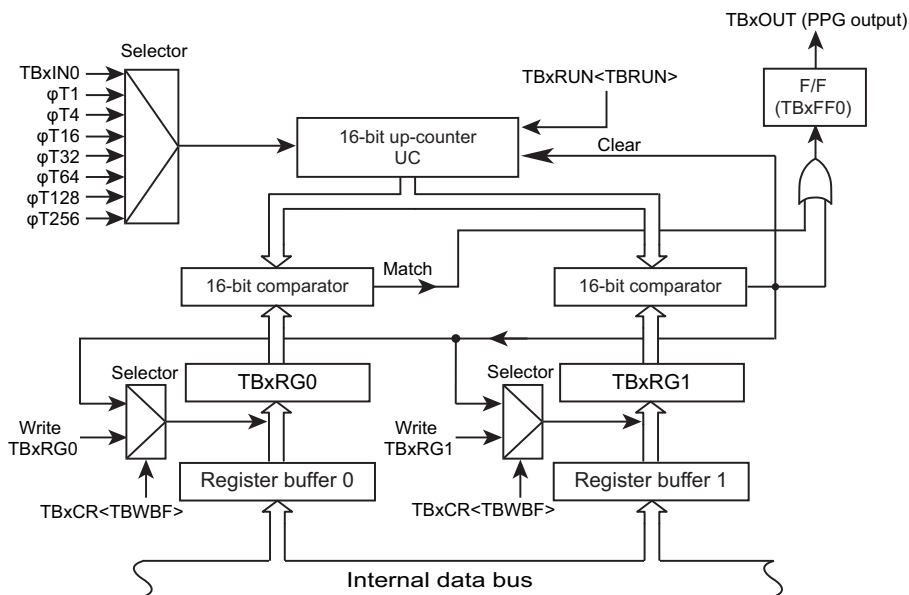 TBxOUT (PPG output)
Selector
TBxIN0
φT1
φT4
φT16
φT32
φT64
φT128
φT256
TBxRUN<TBRUN>
F/F
(TBxFF0)
16-bit up-counter
UC
Clear
16-bit comparator
Match
16-bit comparator
Selector
TBxRG0
Selector
TBxRG1
Write
TBxRG0
Write
TBxRG1
Register buffer 0
Register buffer 1
TBxCR<TBWBF>
TBxCR<TBWBF>
Internal data bus